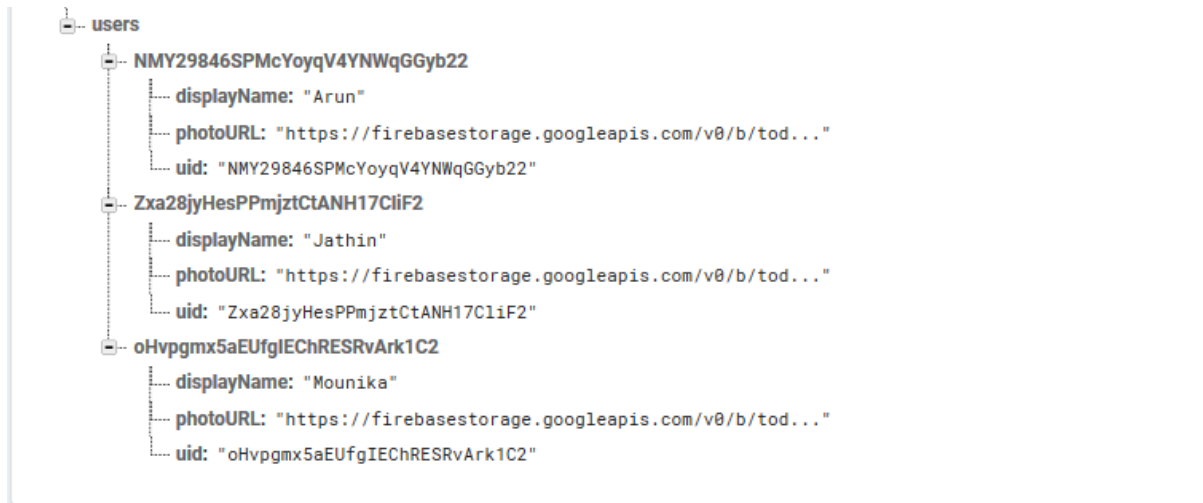 users
NMY29846SPMcYoyqV4YNWqGGyb22
displayName: "Arun"
photoURL: "https://firebasestorage.googleapis.com/v0/b/tod..."
uid: "NMY29846SPMcYoyqV4YNWqGGyb22"
Zxa28jyHesPPmjztCtANH17CliF2
displayName: "Jathin"
photoURL: "https://firebasestorage.googleapis.com/v0/b/tod..."
uid: "Zxa28jyHesPPmjztCtANH17CliF2"
oHvpgmx5aEUfgIEChRESRvArk1C2
displayName: "Mounika"
photoURL: "https://firebasestorage.googleapis.com/v0/b/tod..."
uid: "oHvpgmx5aEUfgIEChRESRvArk1C2"